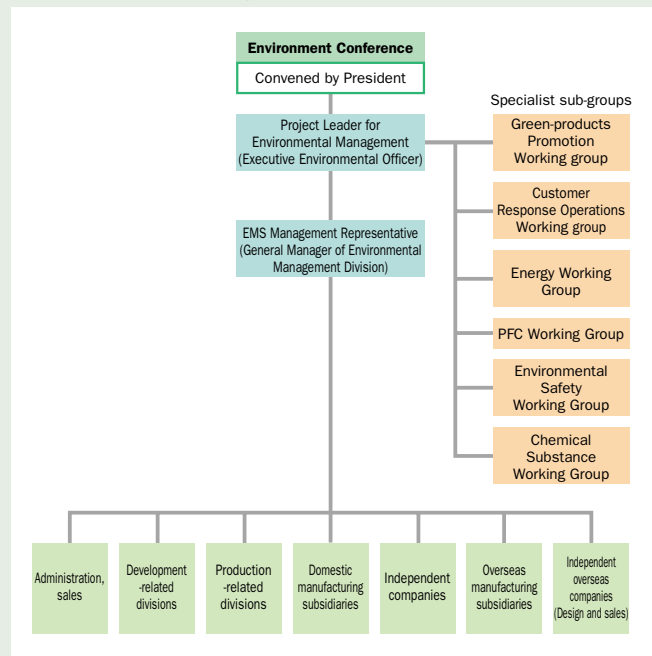 Environment Conference
Convened by President
Project Leader for
Environmental Management
(Executive Environmental Officer)
EMS Management Representative
(General Manager of Environmental
Management Division)
Specialist sub-groups
Green-products
Promotion
Working group
Customer
Response Operations
Working group
Energy Working
Group
PFC Working Group
Environmental
Safety
Working Group
Chemical
Substance
Working Group
Administration,
sales
Development
-related
divisions
Production
-related
divisions
Domestic
manufacturing
subsidiaries
Independent
companies
Overseas
manufacturing
subsidiaries
Independent
overseas
companies
(Design and sales)